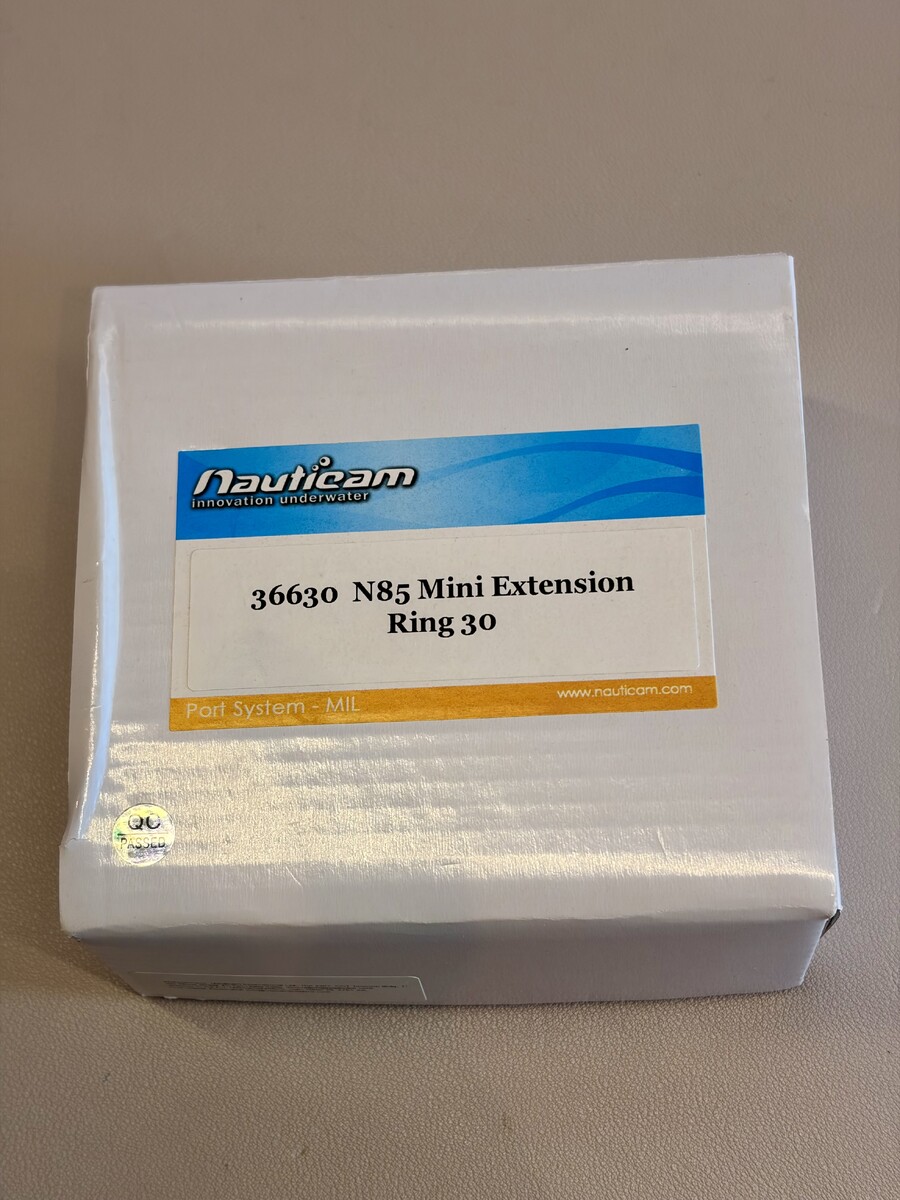 Nauticam
innovation underwater
36630 N85 Mini Extension
Ring 30
Port System - MIL
www.nauticam.com
QC
PASSED